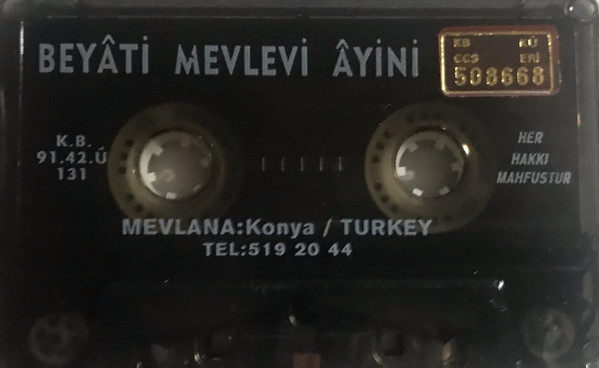 BEYÂTİ MEVLEVİ ÂYİNİ
KB KÜ
CCS ERİ
508668
K.B.
91.42.Ü
131
HER
HAKKI
MAHFUSTUR
MEVLANA:Konya / TURKEY
TEL:519 20 44